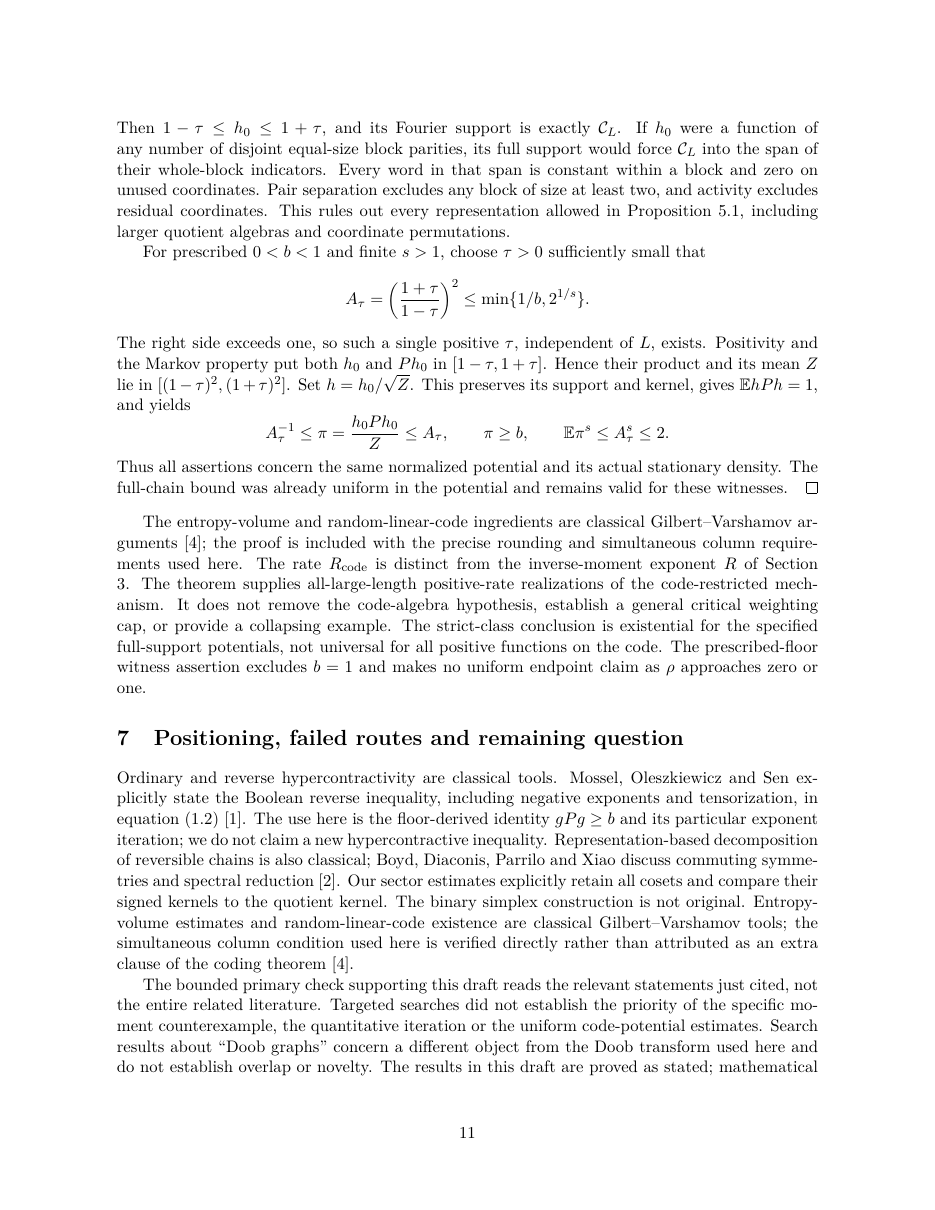 Then 1 − τ ≤ h₀ ≤ 1 + τ, and its Fourier support is exactly 𝒞_L. If h₀ were a function of
any number of disjoint equal-size block parities, its full support would force 𝒞_L into the span of
their whole-block indicators. Every word in that span is constant within a block and zero on
unused coordinates. Pair separation excludes any block of size at least two, and activity excludes
residual coordinates. This rules out every representation allowed in Proposition 5.1, including
larger quotient algebras and coordinate permutations.
For prescribed 0 < b < 1 and finite s > 1, choose τ > 0 sufficiently small that
A_τ = ((1 + τ)/(1 − τ))² ≤ min{1/b, 2^{1/s}}.
The right side exceeds one, so such a single positive τ, independent of L, exists. Positivity and
the Markov property put both h₀ and Ph₀ in [1 − τ, 1 + τ]. Hence their product and its mean Z
lie in [(1 − τ)², (1 + τ)²]. Set h = h₀/√Z. This preserves its support and kernel, gives 𝔼hPh = 1,
and yields
A_τ^{−1} ≤ π = h₀Ph₀/Z ≤ A_τ, π ≥ b, 𝔼π^s ≤ A_τ^s ≤ 2.
Thus all assertions concern the same normalized potential and its actual stationary density. The
full-chain bound was already uniform in the potential and remains valid for these witnesses. □
The entropy-volume and random-linear-code ingredients are classical Gilbert–Varshamov ar-
guments [4]; the proof is included with the precise rounding and simultaneous column require-
ments used here. The rate R_code is distinct from the inverse-moment exponent R of Section
3. The theorem supplies all-large-length positive-rate realizations of the code-restricted mech-
anism. It does not remove the code-algebra hypothesis, establish a general critical weighting
cap, or provide a collapsing example. The strict-class conclusion is existential for the specified
full-support potentials, not universal for all positive functions on the code. The prescribed-floor
witness assertion excludes b = 1 and makes no uniform endpoint claim as ρ approaches zero or
one.
7 Positioning, failed routes and remaining question
Ordinary and reverse hypercontractivity are classical tools. Mossel, Oleszkiewicz and Sen ex-
plicitly state the Boolean reverse inequality, including negative exponents and tensorization, in
equation (1.2) [1]. The use here is the floor-derived identity gPg ≥ b and its particular exponent
iteration; we do not claim a new hypercontractive inequality. Representation-based decomposition
of reversible chains is also classical; Boyd, Diaconis, Parrilo and Xiao discuss commuting symme-
tries and spectral reduction [2]. Our sector estimates explicitly retain all cosets and compare their
signed kernels to the quotient kernel. The binary simplex construction is not original. Entropy-
volume estimates and random-linear-code existence are classical Gilbert–Varshamov tools; the
simultaneous column condition used here is verified directly rather than attributed as an extra
clause of the coding theorem [4].
The bounded primary check supporting this draft reads the relevant statements just cited, not
the entire related literature. Targeted searches did not establish the priority of the specific mo-
ment counterexample, the quantitative iteration or the uniform code-potential estimates. Search
results about “Doob graphs” concern a different object from the Doob transform used here and
do not establish overlap or novelty. The results in this draft are proved as stated; mathematical
11